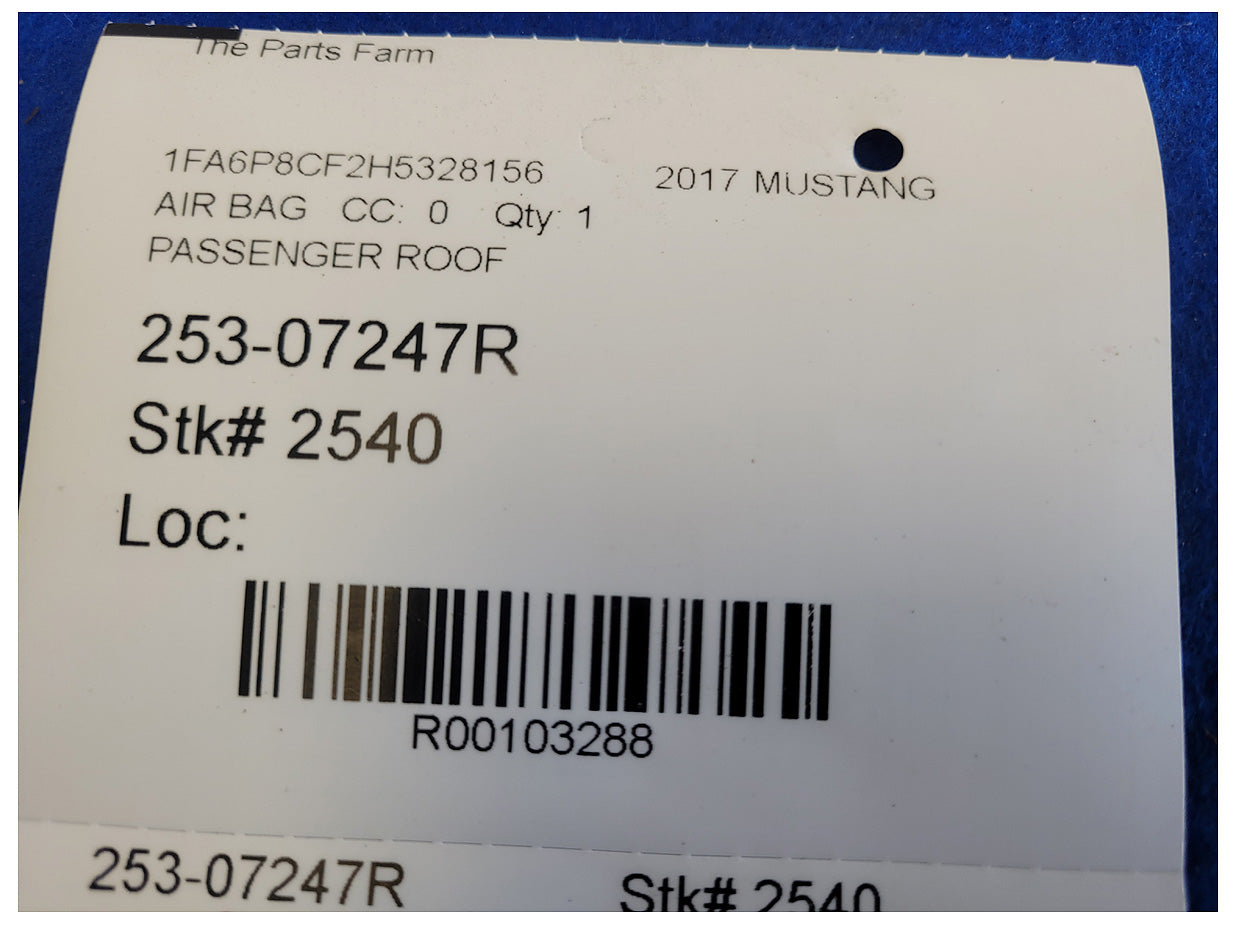 The Parts Farm
1FA6P8CF2H5328156 2017 MUSTANG
AIR BAG CC: 0 Qty: 1
PASSENGER ROOF
253-07247R
Stk# 2540
Loc:
R00103288
253-07247R Stk# 2540